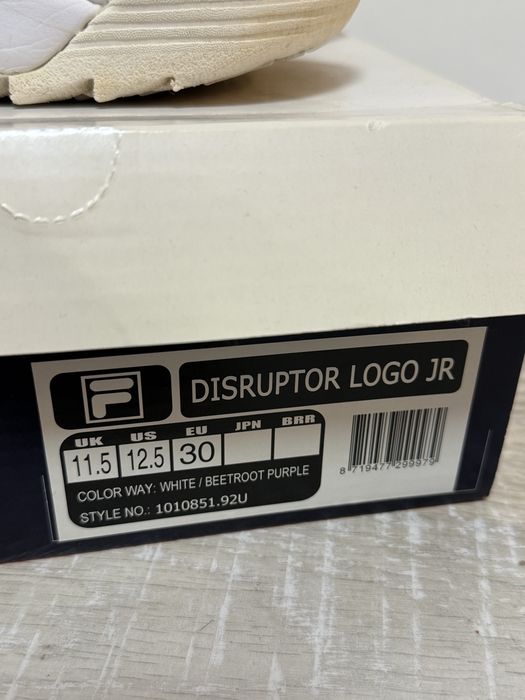 DISRUPTOR LOGO JR
UK US EU JPN BRR
11.5 12.5 30
COLOR WAY: WHITE / BEETROOT PURPLE
STYLE NO.: 1010851.92U
8 719477 299979